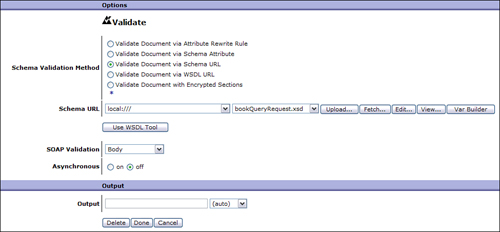 Options
Validate
Schema Validation Method
Validate Document via Attribute Rewrite Rule
Validate Document via Schema Attribute
Validate Document via Schema URL
Validate Document via WSDL URL
Validate Document with Encrypted Sections
*
Schema URL local:/// bookQueryRequest.xsd Upload... Fetch... Edit... View... Var Builder
Use WSDL Tool
SOAP Validation Body
Asynchronous on off
Output
Output (auto)
Delete Done Cancel